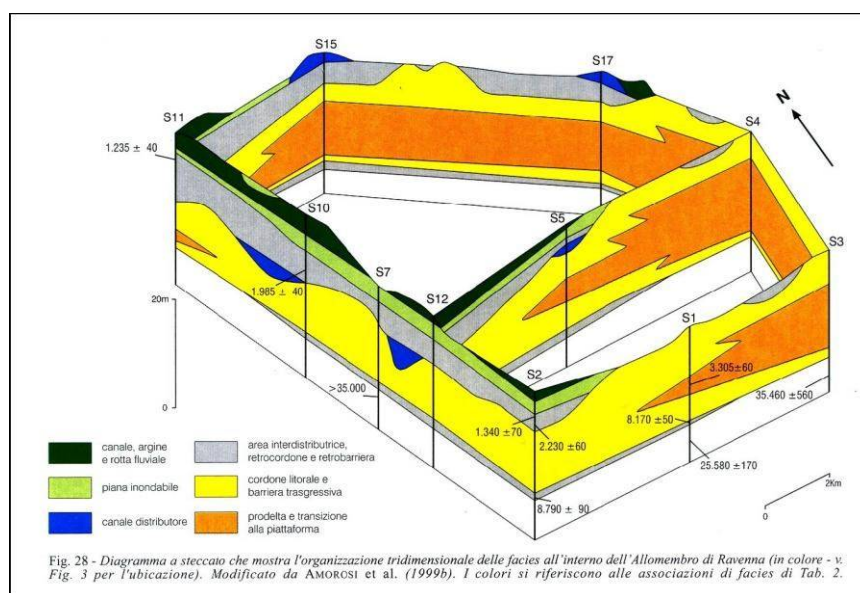 S15
S17
N
S11
S4
1.235 ± 40
S10
S5
S3
S7
S12
1.985 ± 40
20m
S1
S2
3.305±60
>35.000
35.460±560
1.340 ±70
8.170±50
2.230 ±60
0
25.580 ±170
2Km
0
8.790 ± 90
canale, argine
e rotta fluviale
area interdistributrice,
retrocordone e retrobarriera
piana inondabile
cordone litorale e
barriera trasgressiva
canale distributore
prodelta e transizione
alla piattaforma
Fig. 28 - Diagramma a steccato che mostra l'organizzazione tridimensionale delle facies all'interno dell'Allomembro di Ravenna (in colore - v.
Fig. 3 per l'ubicazione). Modificato da AMOROSI et al. (1999b). I colori si riferiscono alle associazioni di facies di Tab. 2.